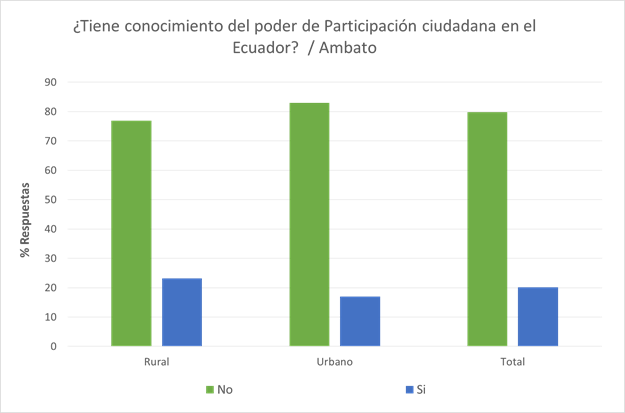 ¿Tiene conocimiento del poder de Participación ciudadana en el
Ecuador? / Ambato
90
80
70
60
50
40
30
20
10
0
% Respuestas
Rural
Urbano
Total
No
Si